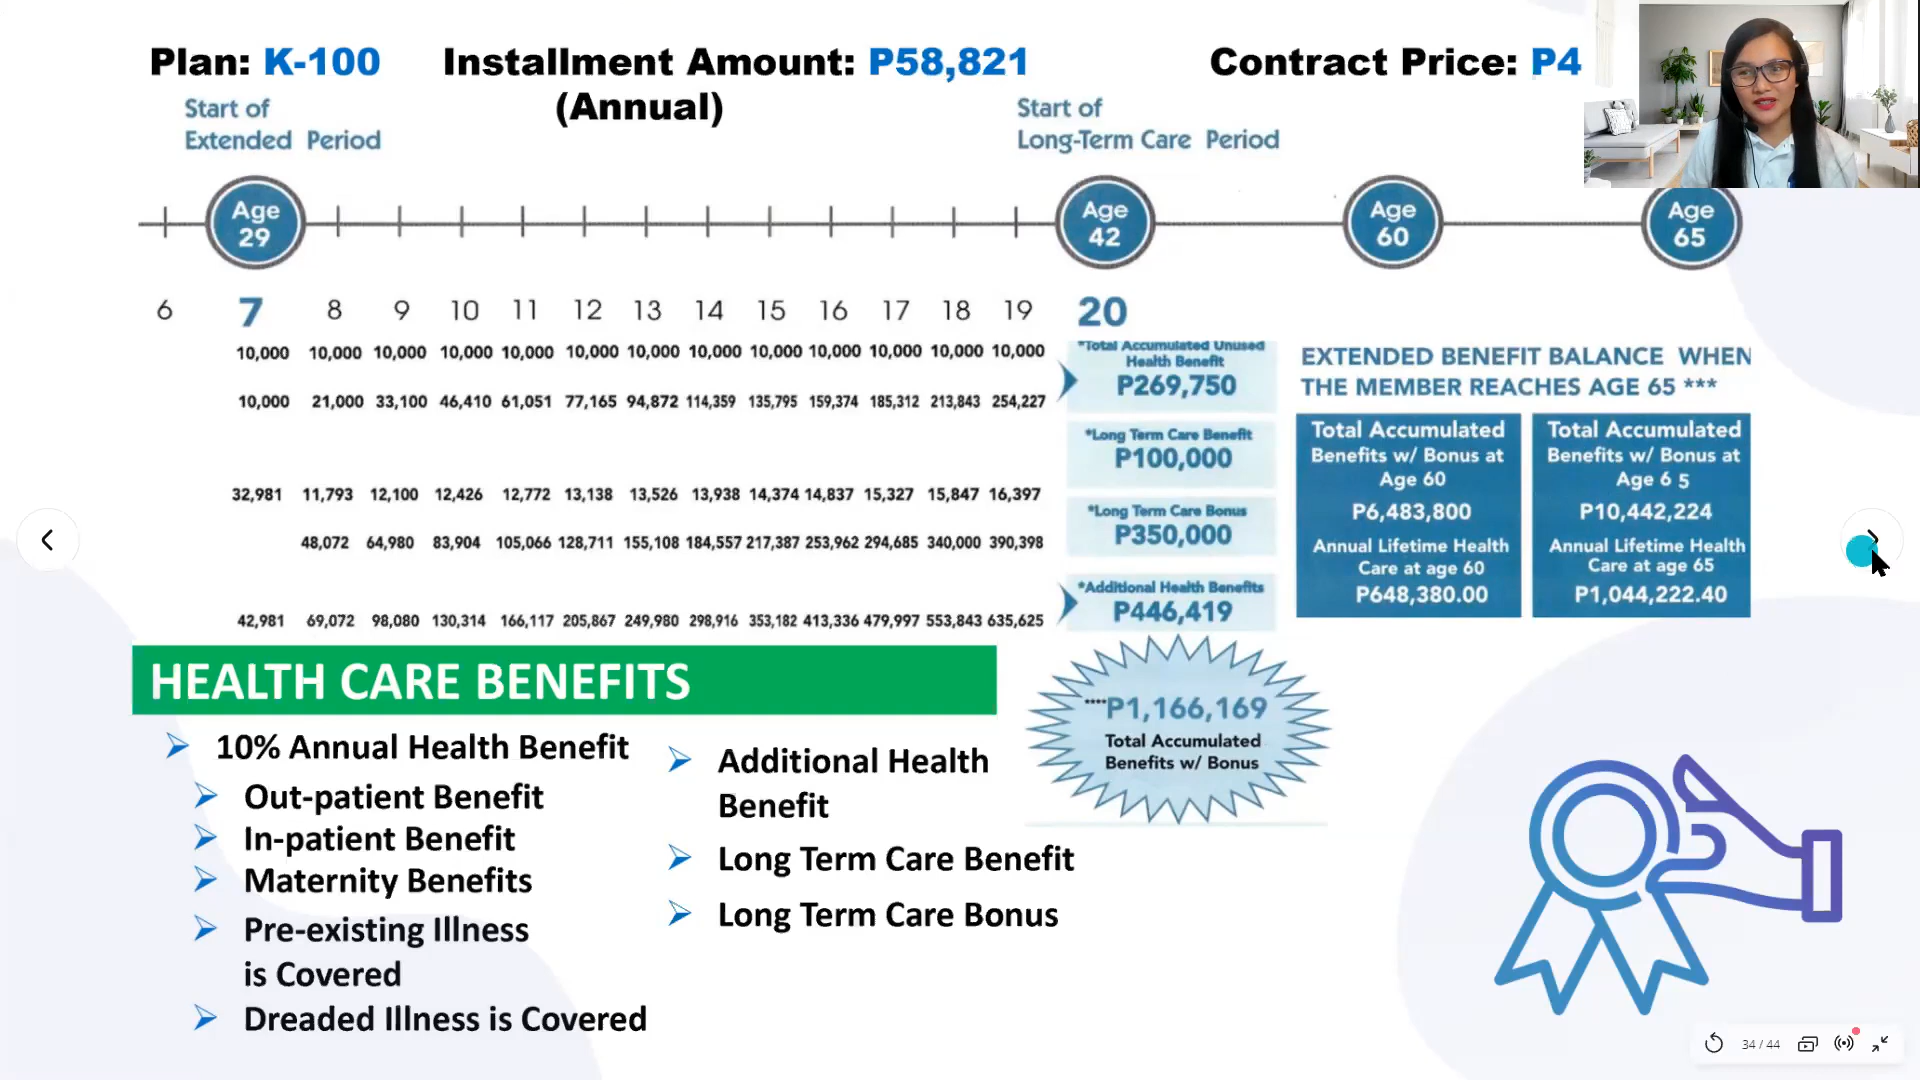 Plan: K-100 Installment Amount: P58,821 Contract Price: P4
(Annual)
Start of
Extended Period
Start of
Long-Term Care Period
Age
29
Age
42
Age
60
Age
65
6 7 8 9 10 11 12 13 14 15 16 17 18 19 20
10,000 10,000 10,000 10,000 10,000 10,000 10,000 10,000 10,000 10,000 10,000 10,000 10,000
10,000 21,000 33,100 46,410 61,051 77,165 94,872 114,359 135,795 159,374 185,312 213,843 254,227
32,981 11,793 12,100 12,426 12,772 13,138 13,526 13,938 14,374 14,837 15,327 15,847 16,397
48,072 64,980 83,904 105,066 128,711 155,108 184,557 217,387 253,962 294,685 340,000 390,398
42,981 69,072 98,080 130,314 166,117 205,867 249,980 298,916 353,182 413,336 479,997 553,843 635,625
*Total Accumulated Unused
Health Benefit
P269,750
*Long Term Care Benefit
P100,000
*Long Term Care Bonus
P350,000
*Additional Health Benefits
P446,419
****P1,166,169
Total Accumulated
Benefits w/ Bonus
EXTENDED BENEFIT BALANCE WHEN
THE MEMBER REACHES AGE 65 ***
Total Accumulated
Benefits w/ Bonus at
Age 60
P6,483,800
Annual Lifetime Health
Care at age 60
P648,380.00
Total Accumulated
Benefits w/ Bonus at
Age 6 5
P10,442,224
Annual Lifetime Health
Care at age 65
P1,044,222.40
HEALTH CARE BENEFITS
10% Annual Health Benefit
Out-patient Benefit
In-patient Benefit
Maternity Benefits
Pre-existing Illness
is Covered
Dreaded Illness is Covered
Additional Health
Benefit
Long Term Care Benefit
Long Term Care Bonus
34 / 44